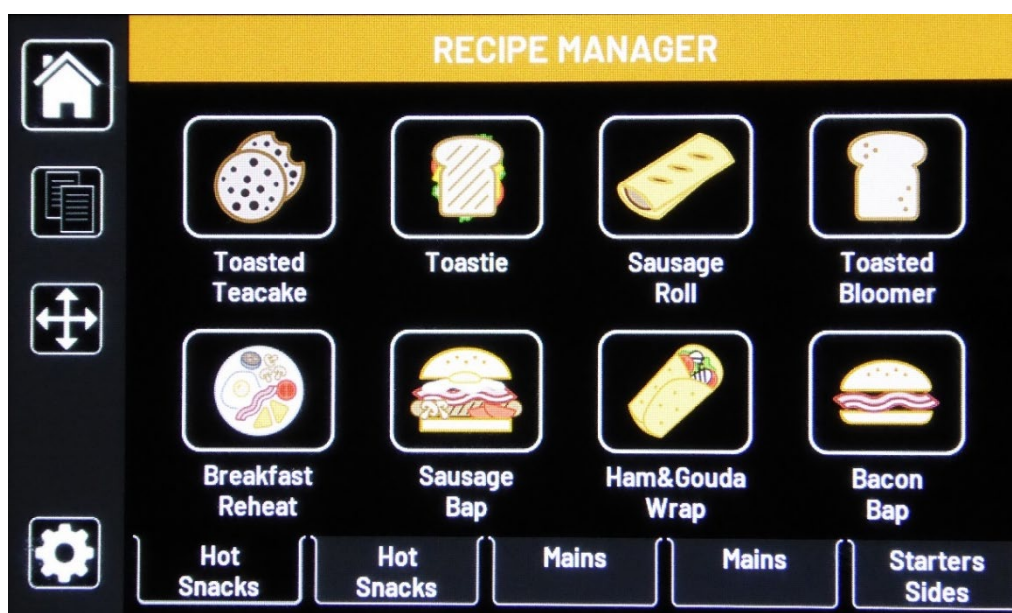 RECIPE MANAGER
Toasted
Teacake
Toastie
Sausage
Roll
Toasted
Bloomer
Breakfast
Reheat
Sausage
Bap
Ham&Gouda
Wrap
Bacon
Bap
Hot
Snacks
Hot
Snacks
Mains
Mains
Starters
Sides